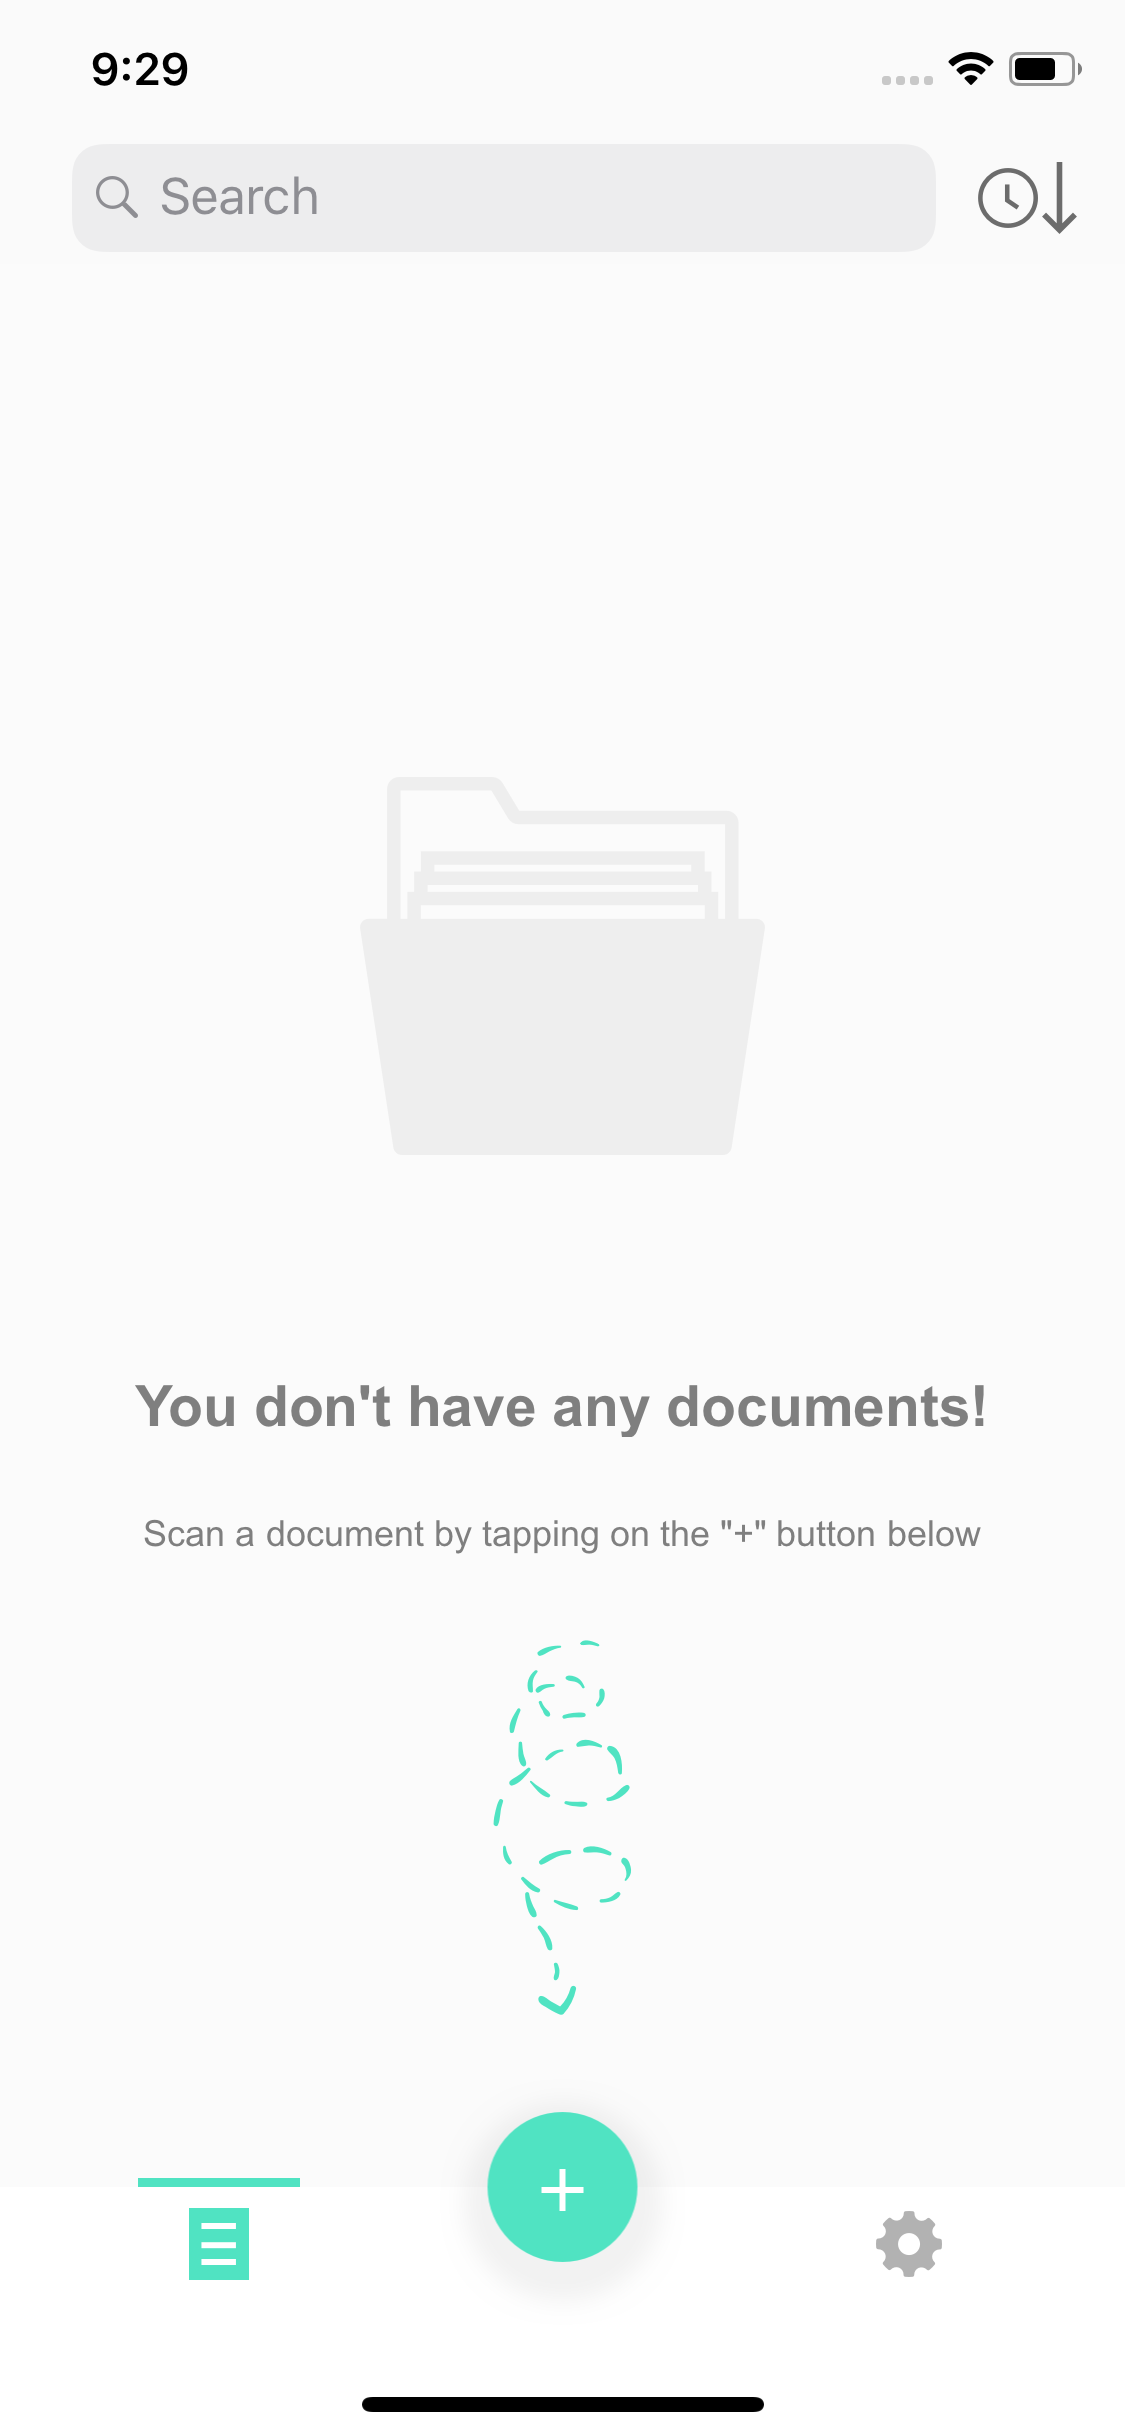 9:29
Search
You don't have any documents!
Scan a document by tapping on the "+" button below
+